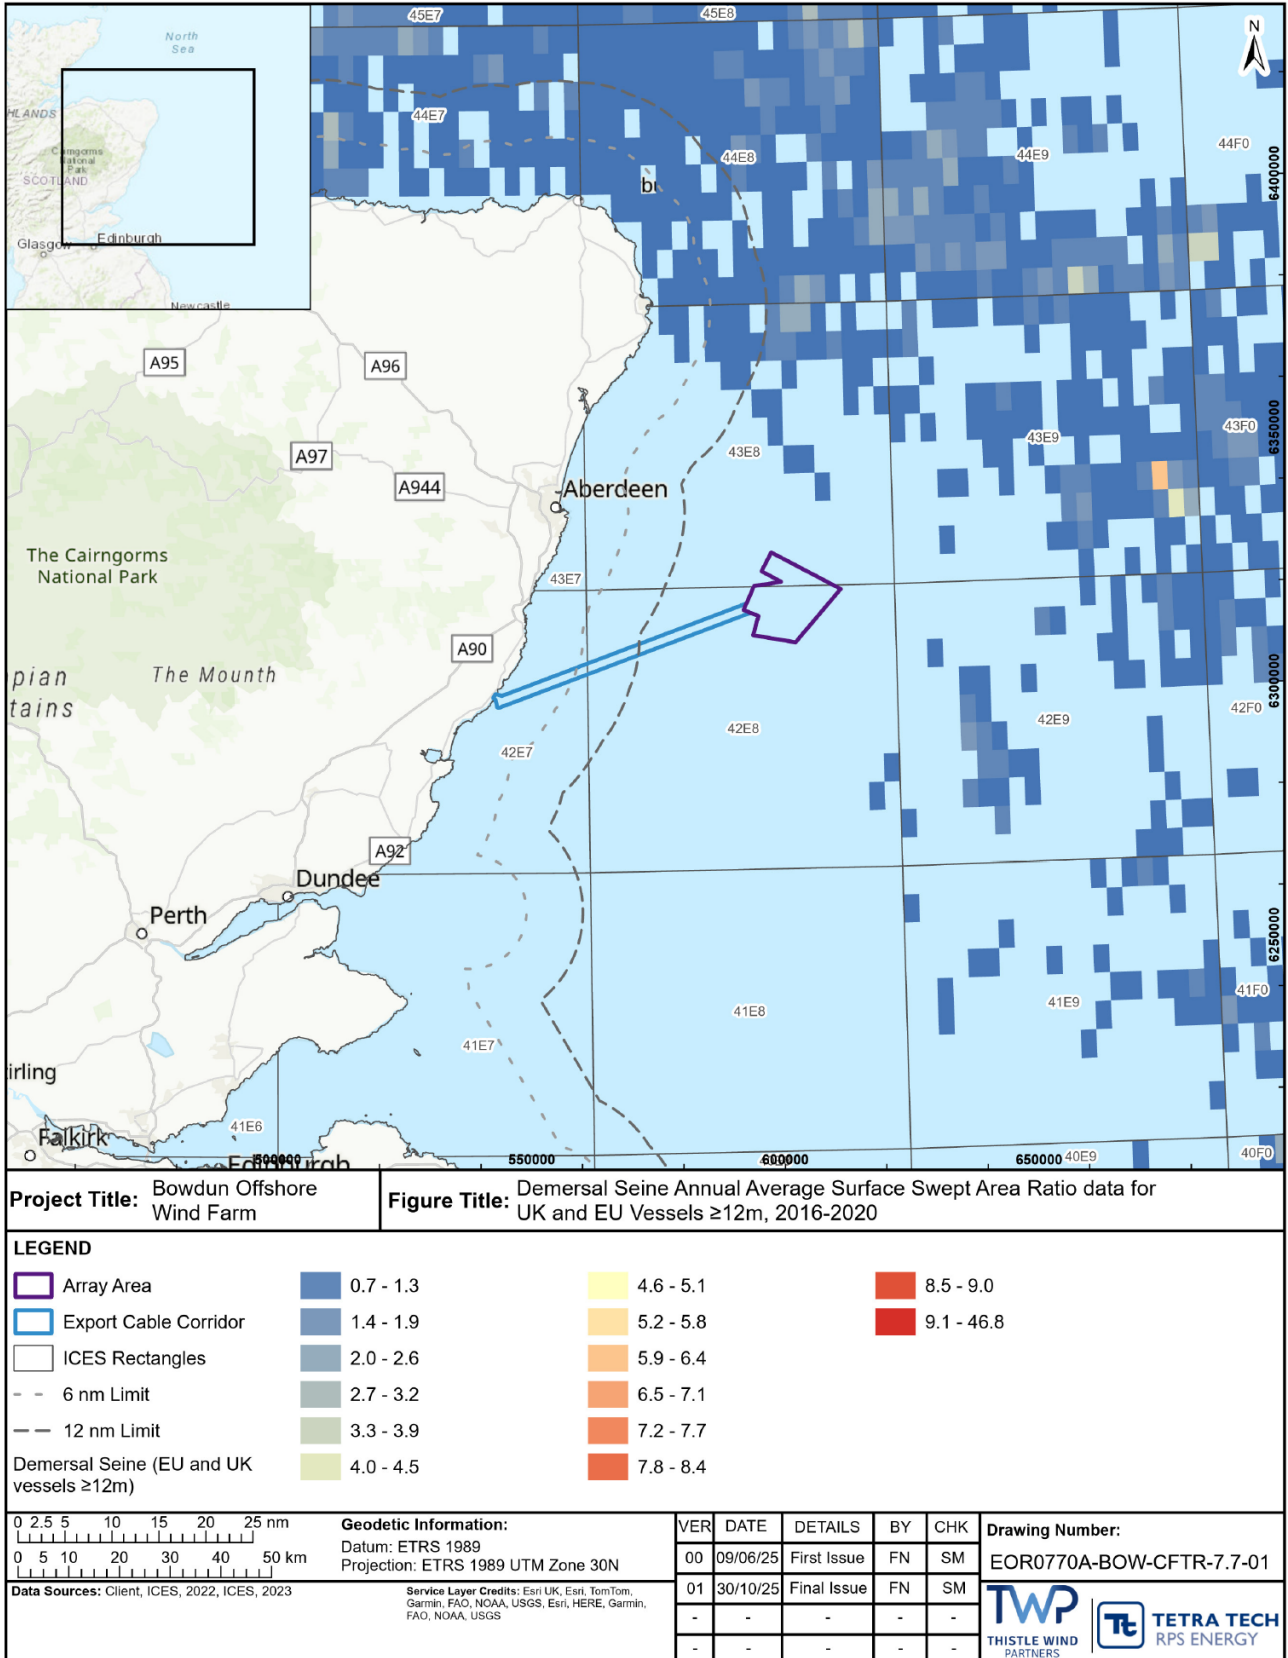 45E7
45E8
North
Sea
N
HLANDS
44E7
Cairngorms
National
Park
SCOTLAND
44E8
44E9
44F0
6400000
Glasgow
Edinburgh
Newcastle
A95
A96
A97
A944
Aberdeen
43E8
43E9
43F0
6350000
The Cairngorms
National Park
43E7
A90
The Mounth
pian
tains
42E7
42E8
42E9
42F0
6300000
A92
Dundee
Perth
6250000
41E7
41E8
41E9
41F0
irling
41E6
Falkirk
Edinburgh
500000
550000
600000
650000
40E9
40F0
Project Title: Bowdun Offshore
Wind Farm
Figure Title: Demersal Seine Annual Average Surface Swept Area Ratio data for
UK and EU Vessels ≥12m, 2016-2020
LEGEND
Array Area
Export Cable Corridor
ICES Rectangles
6 nm Limit
12 nm Limit
Demersal Seine (EU and UK
vessels ≥12m)
0.7 - 1.3
1.4 - 1.9
2.0 - 2.6
2.7 - 3.2
3.3 - 3.9
4.0 - 4.5
4.6 - 5.1
5.2 - 5.8
5.9 - 6.4
6.5 - 7.1
7.2 - 7.7
7.8 - 8.4
8.5 - 9.0
9.1 - 46.8
0 2.5 5 10 15 20 25 nm
0 5 10 20 30 40 50 km
Geodetic Information:
Datum: ETRS 1989
Projection: ETRS 1989 UTM Zone 30N
Data Sources: Client, ICES, 2022, ICES, 2023
Service Layer Credits: Esri UK, Esri, TomTom,
Garmin, FAO, NOAA, USGS, Esri, HERE, Garmin,
FAO, NOAA, USGS
VER DATE DETAILS BY CHK
00 09/06/25 First Issue FN SM
01 30/10/25 Final Issue FN SM
- - - - -
- - - - -
Drawing Number:
EOR0770A-BOW-CFTR-7.7-01
TWP
THISTLE WIND
PARTNERS
Tt
TETRA TECH
RPS ENERGY